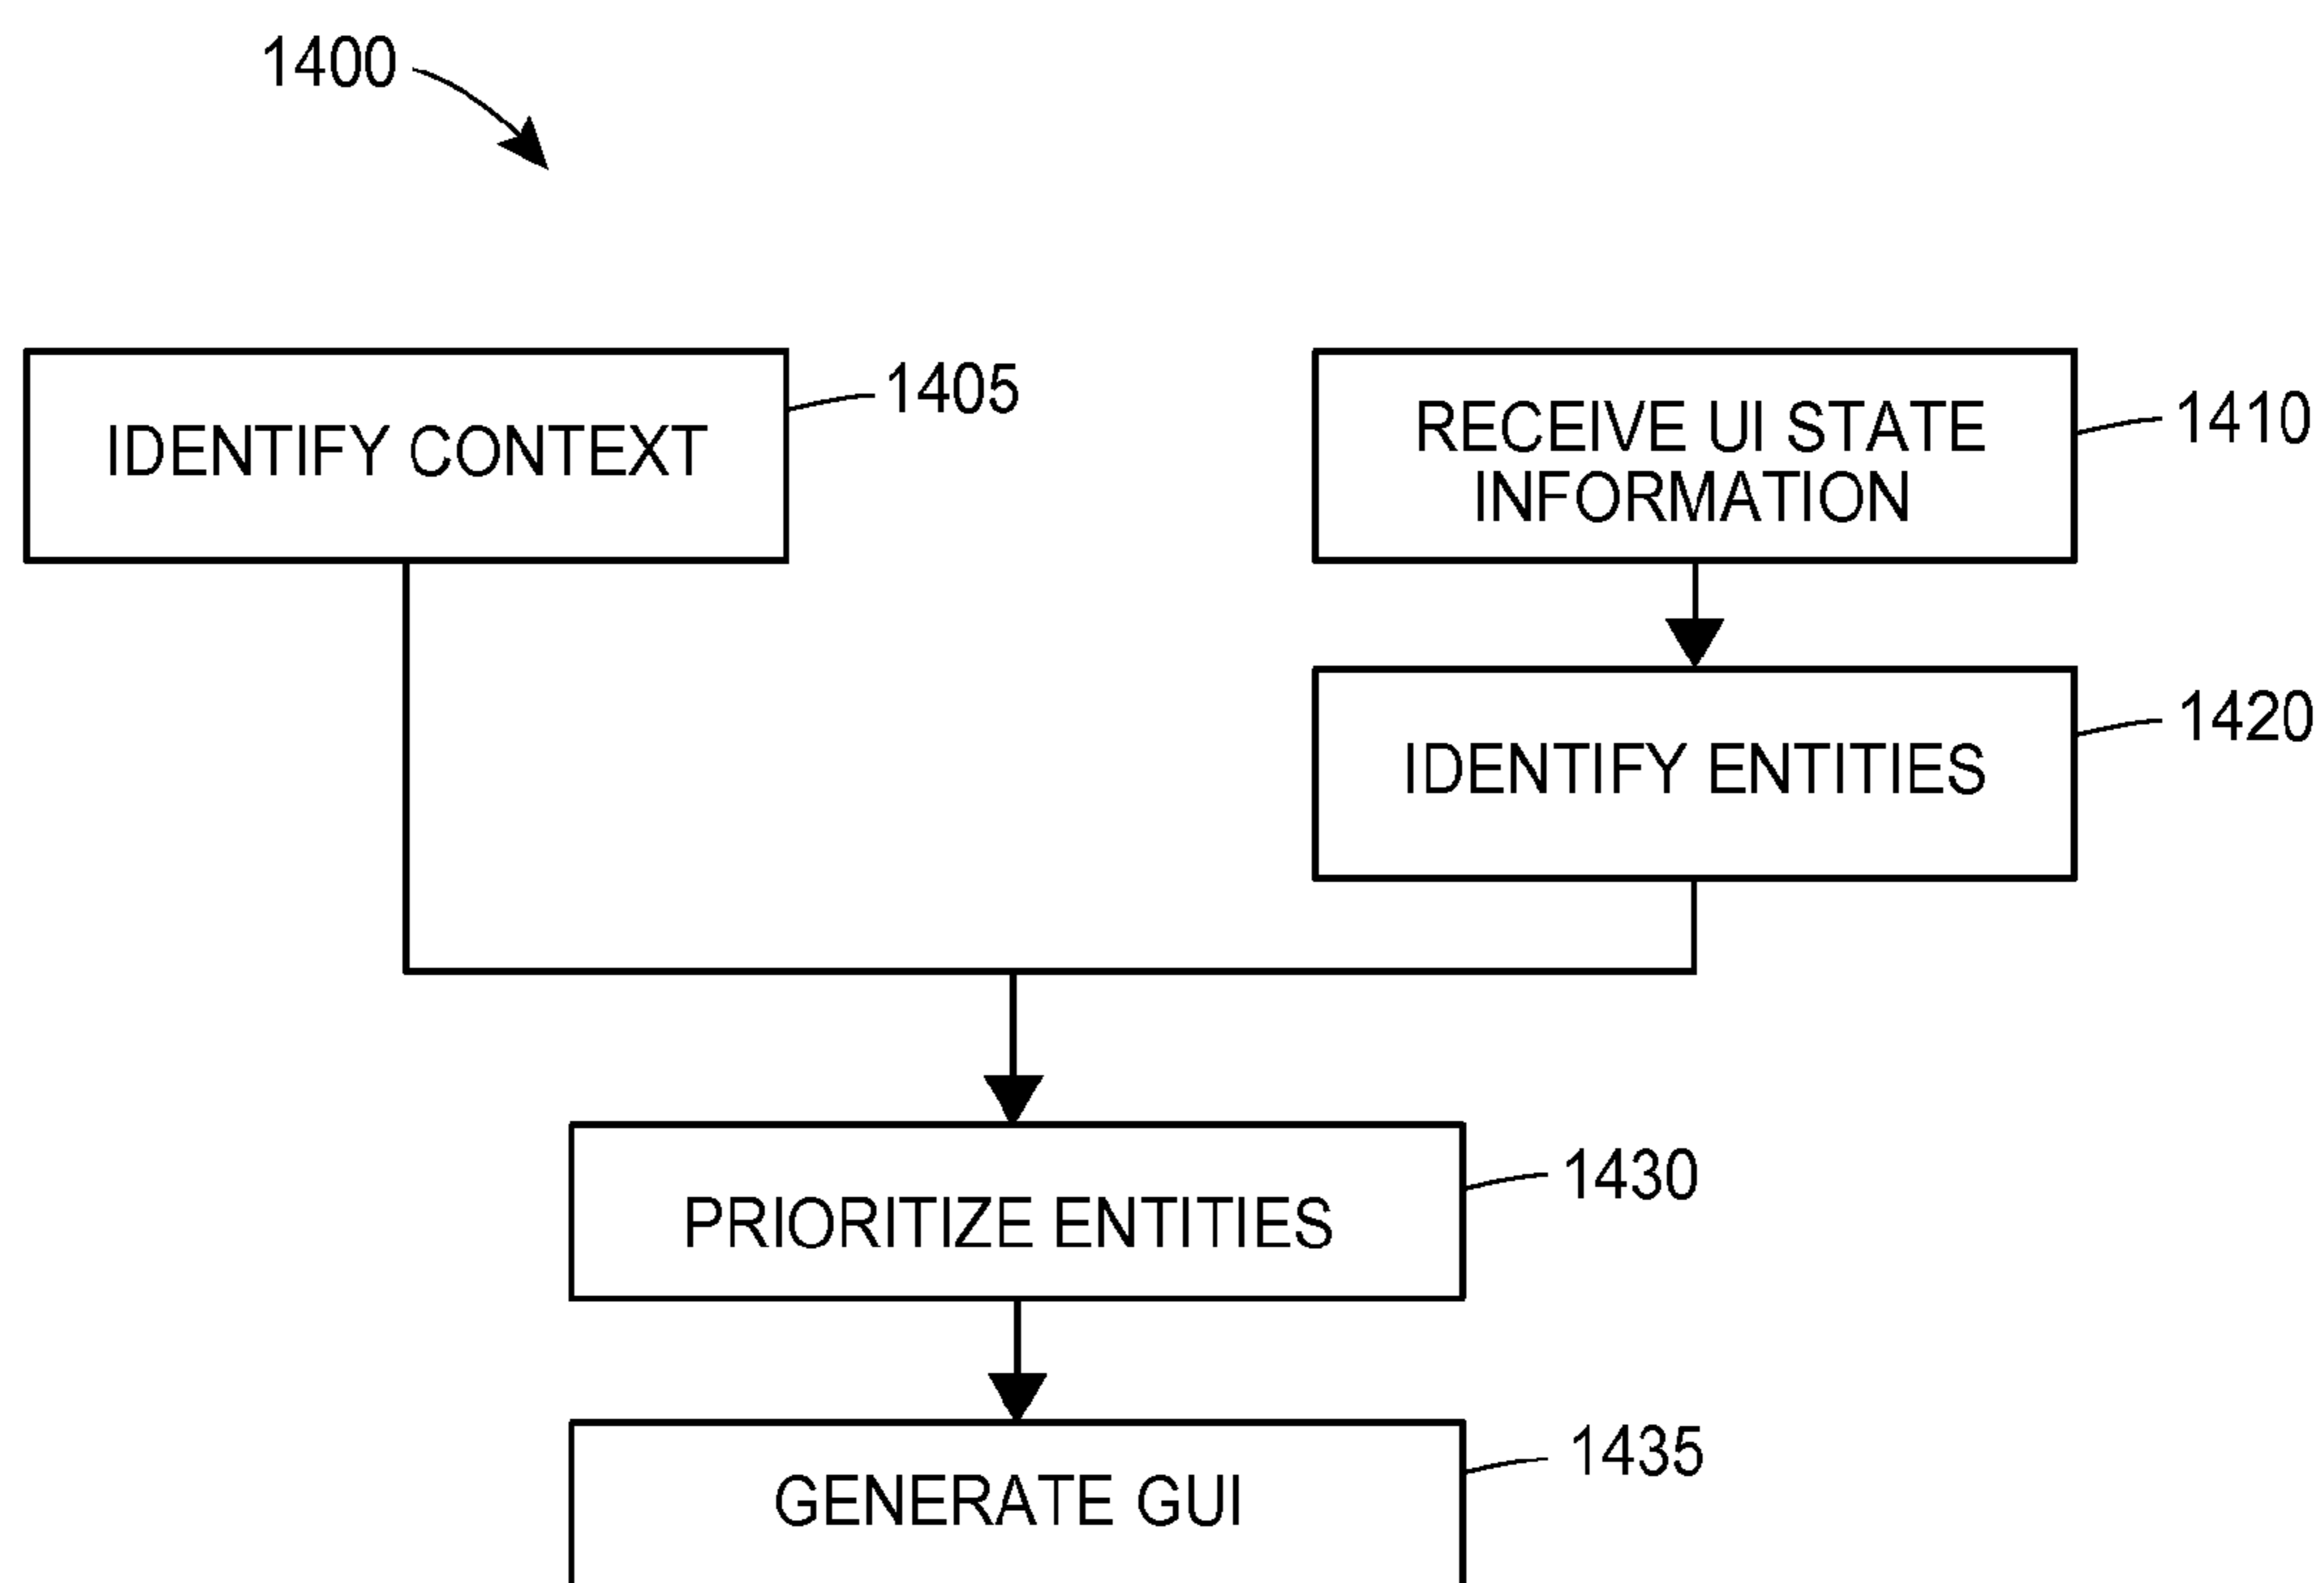 1400
IDENTIFY CONTEXT
1405
RECEIVE UI STATE
INFORMATION
1410
IDENTIFY ENTITIES
1420
PRIORITIZE ENTITIES
1430
GENERATE GUI
1435